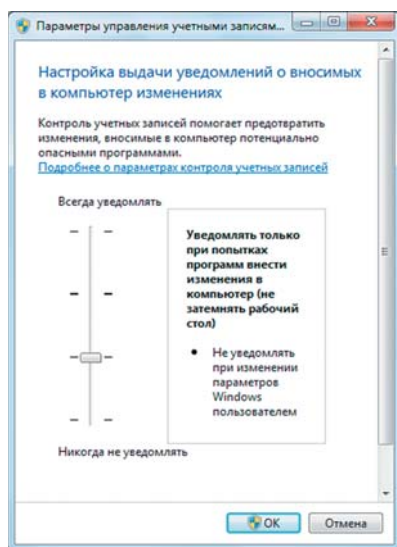 Параметры управления учетными записям...
Настройка выдачи уведомлений о вносимых
в компьютер изменениях
Контроль учетных записей помогает предотвратить
изменения, вносимые в компьютер потенциально
опасными программами.
Подробнее о параметрах контроля учетных записей
Всегда уведомлять
Уведомлять только
при попытках
программ внести
изменения в
компьютер (не
затемнять рабочий
стол)
• Не уведомлять
при изменении
параметров
Windows
пользователем
Никогда не уведомлять
OK
Отмена